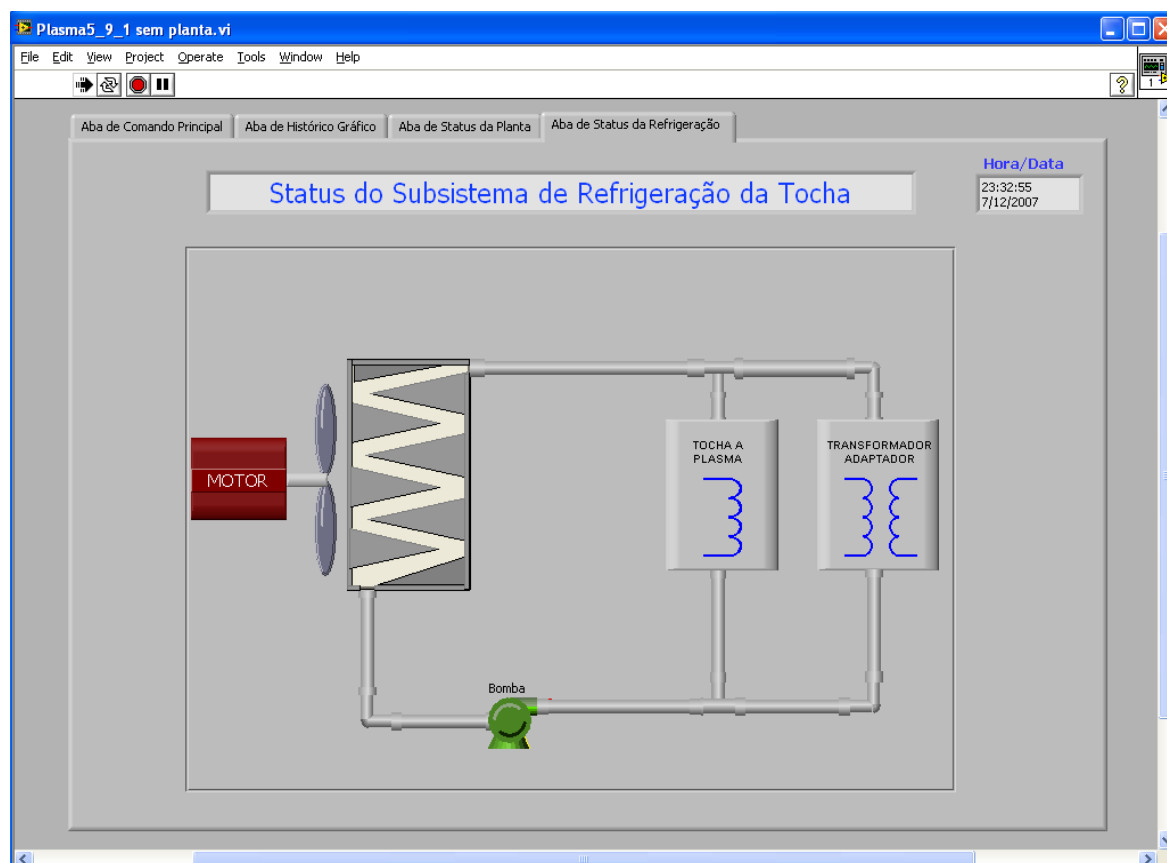 Plasma5_9_1 sem planta.vi
File Edit View Project Operate Tools Window Help
?
1
Aba de Comando Principal Aba de Histórico Gráfico Aba de Status da Planta Aba de Status da Refrigeração
Hora/Data
Status do Subsistema de Refrigeração da Tocha
23:32:55
7/12/2007
TOCHA A
PLASMA
TRANSFORMADOR
ADAPTADOR
MOTOR
Bomba